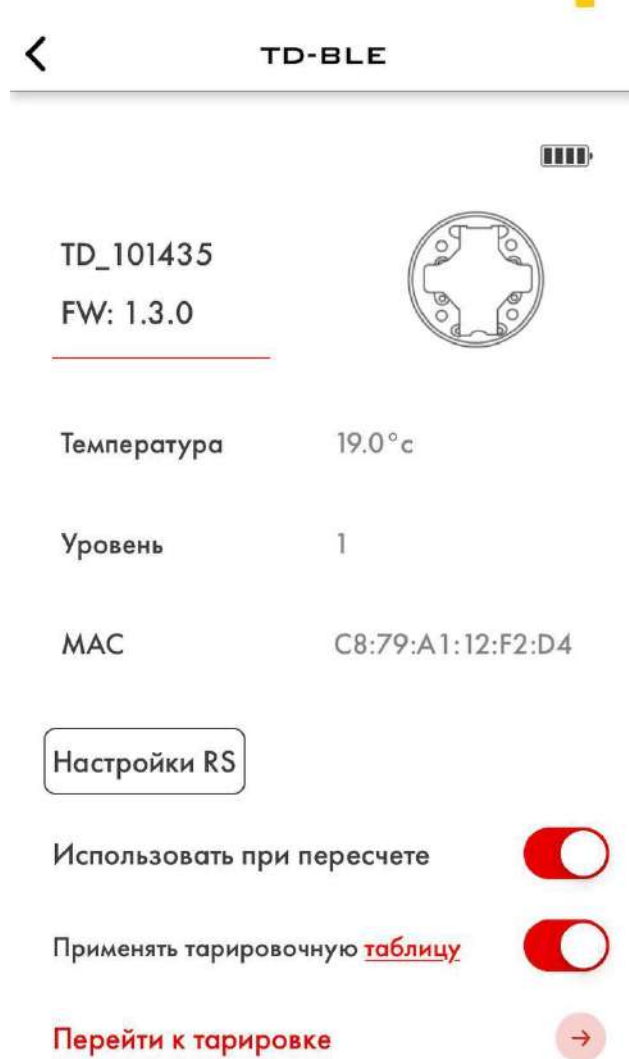 TD-BLE
TD_101435
FW: 1.3.0
Температура 19.0°c
Уровень 1
MAC C8:79:A1:12:F2:D4
Настройки RS
Использовать при пересчете
Применять тарировочную таблицу
Перейти к тарировке